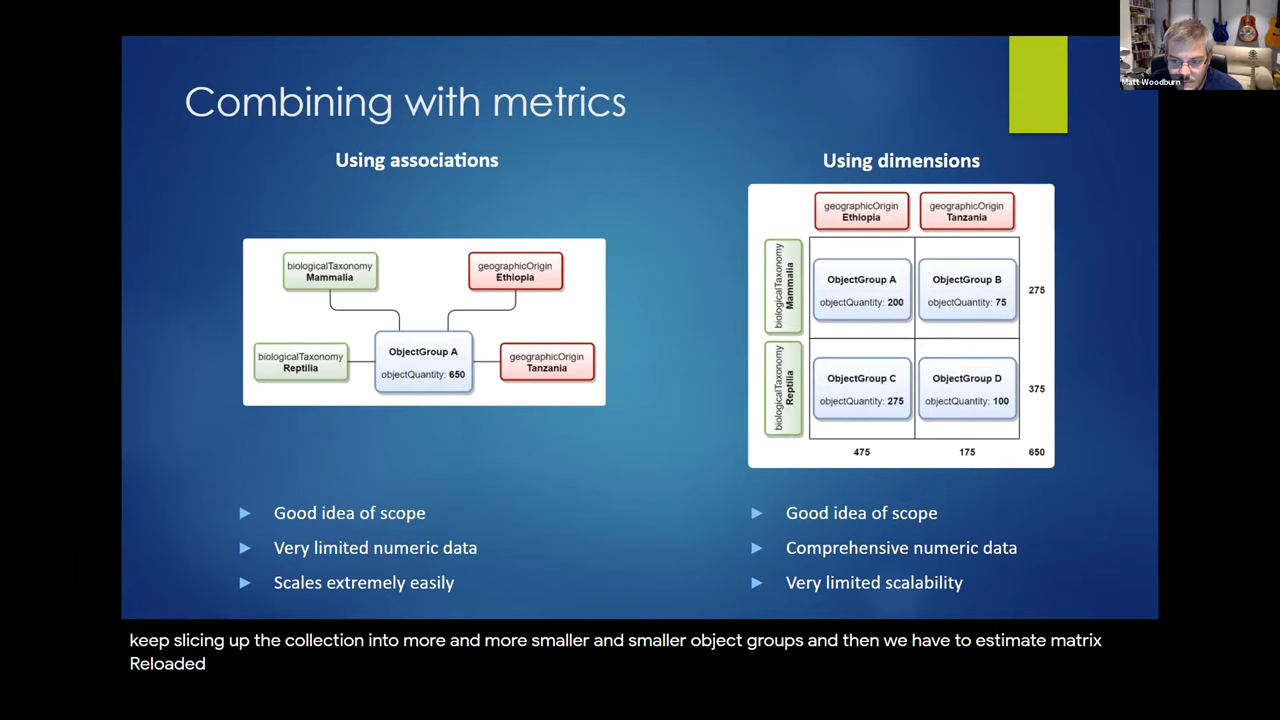 Matt Woodburn
Combining with metrics
Using associations
biologicalTaxonomy
Mammalia
geographicOrigin
Ethiopia
biologicalTaxonomy
Reptilia
ObjectGroup A
objectQuantity: 650
geographicOrigin
Tanzania
Good idea of scope
Very limited numeric data
Scales extremely easily
Using dimensions
geographicOrigin
Ethiopia
geographicOrigin
Tanzania
biologicalTaxonomy
Mammalia
ObjectGroup A
objectQuantity: 200
ObjectGroup B
objectQuantity: 75
275
biologicalTaxonomy
Reptilia
ObjectGroup C
objectQuantity: 275
ObjectGroup D
objectQuantity: 100
375
475
175
650
Good idea of scope
Comprehensive numeric data
Very limited scalability
keep slicing up the collection into more and more smaller and smaller object groups and then we have to estimate matrix
Reloaded